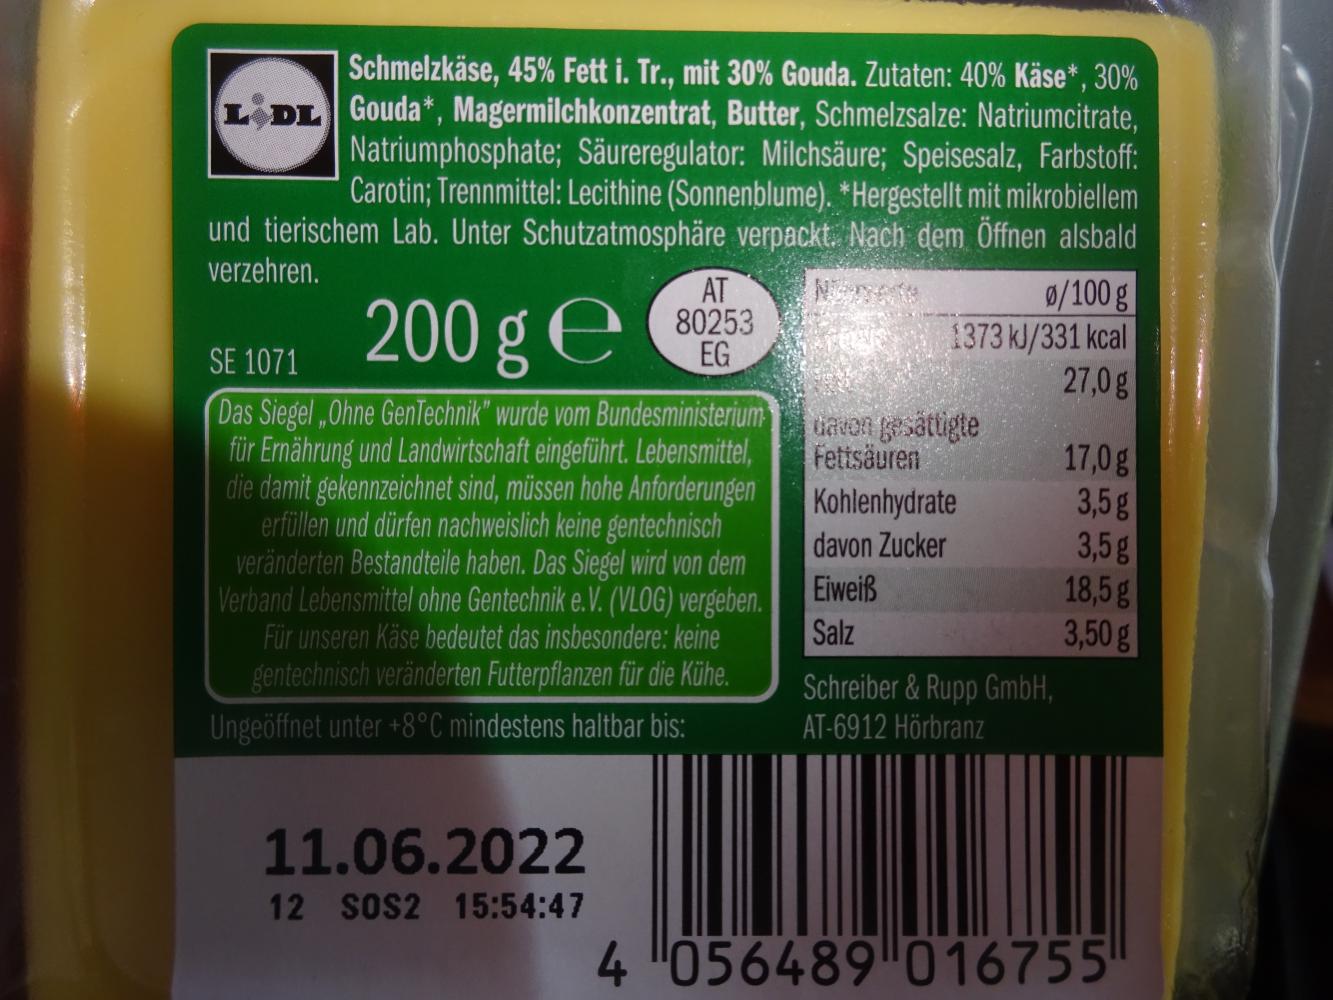 LiDL
Schmelzkäse, 45% Fett i. Tr., mit 30% Gouda. Zutaten: 40% Käse*, 30%
Gouda*, Magermilchkonzentrat, Butter, Schmelzsalze: Natriumcitrate,
Natriumphosphate; Säureregulator: Milchsäure; Speisesalz, Farbstoff:
Carotin; Trennmittel: Lecithine (Sonnenblume). *Hergestellt mit mikrobiellem
und tierischem Lab. Unter Schutzatmosphäre verpackt. Nach dem Öffnen alsbald
verzehren.
SE 1071
200 g e
AT
80253
EG
Das Siegel „Ohne GenTechnik" wurde vom Bundesministerium
für Ernährung und Landwirtschaft eingeführt. Lebensmittel,
die damit gekennzeichnet sind, müssen hohe Anforderungen
erfüllen und dürfen nachweislich keine gentechnisch
veränderten Bestandteile haben. Das Siegel wird von dem
Verband Lebensmittel ohne Gentechnik e.V. (VLOG) vergeben.
Für unseren Käse bedeutet das insbesondere: keine
gentechnisch veränderten Futterpflanzen für die Kühe.
Ungeöffnet unter +8°C mindestens haltbar bis:
ø/100 g
1373 kJ/331 kcal
27,0 g
davon gesättigte
Fettsäuren 17,0 g
Kohlenhydrate 3,5 g
davon Zucker 3,5 g
Eiweiß 18,5 g
Salz 3,50 g
Schreiber & Rupp GmbH,
AT-6912 Hörbranz
11.06.2022
12 SOS2 15:54:47
4 056489 016755